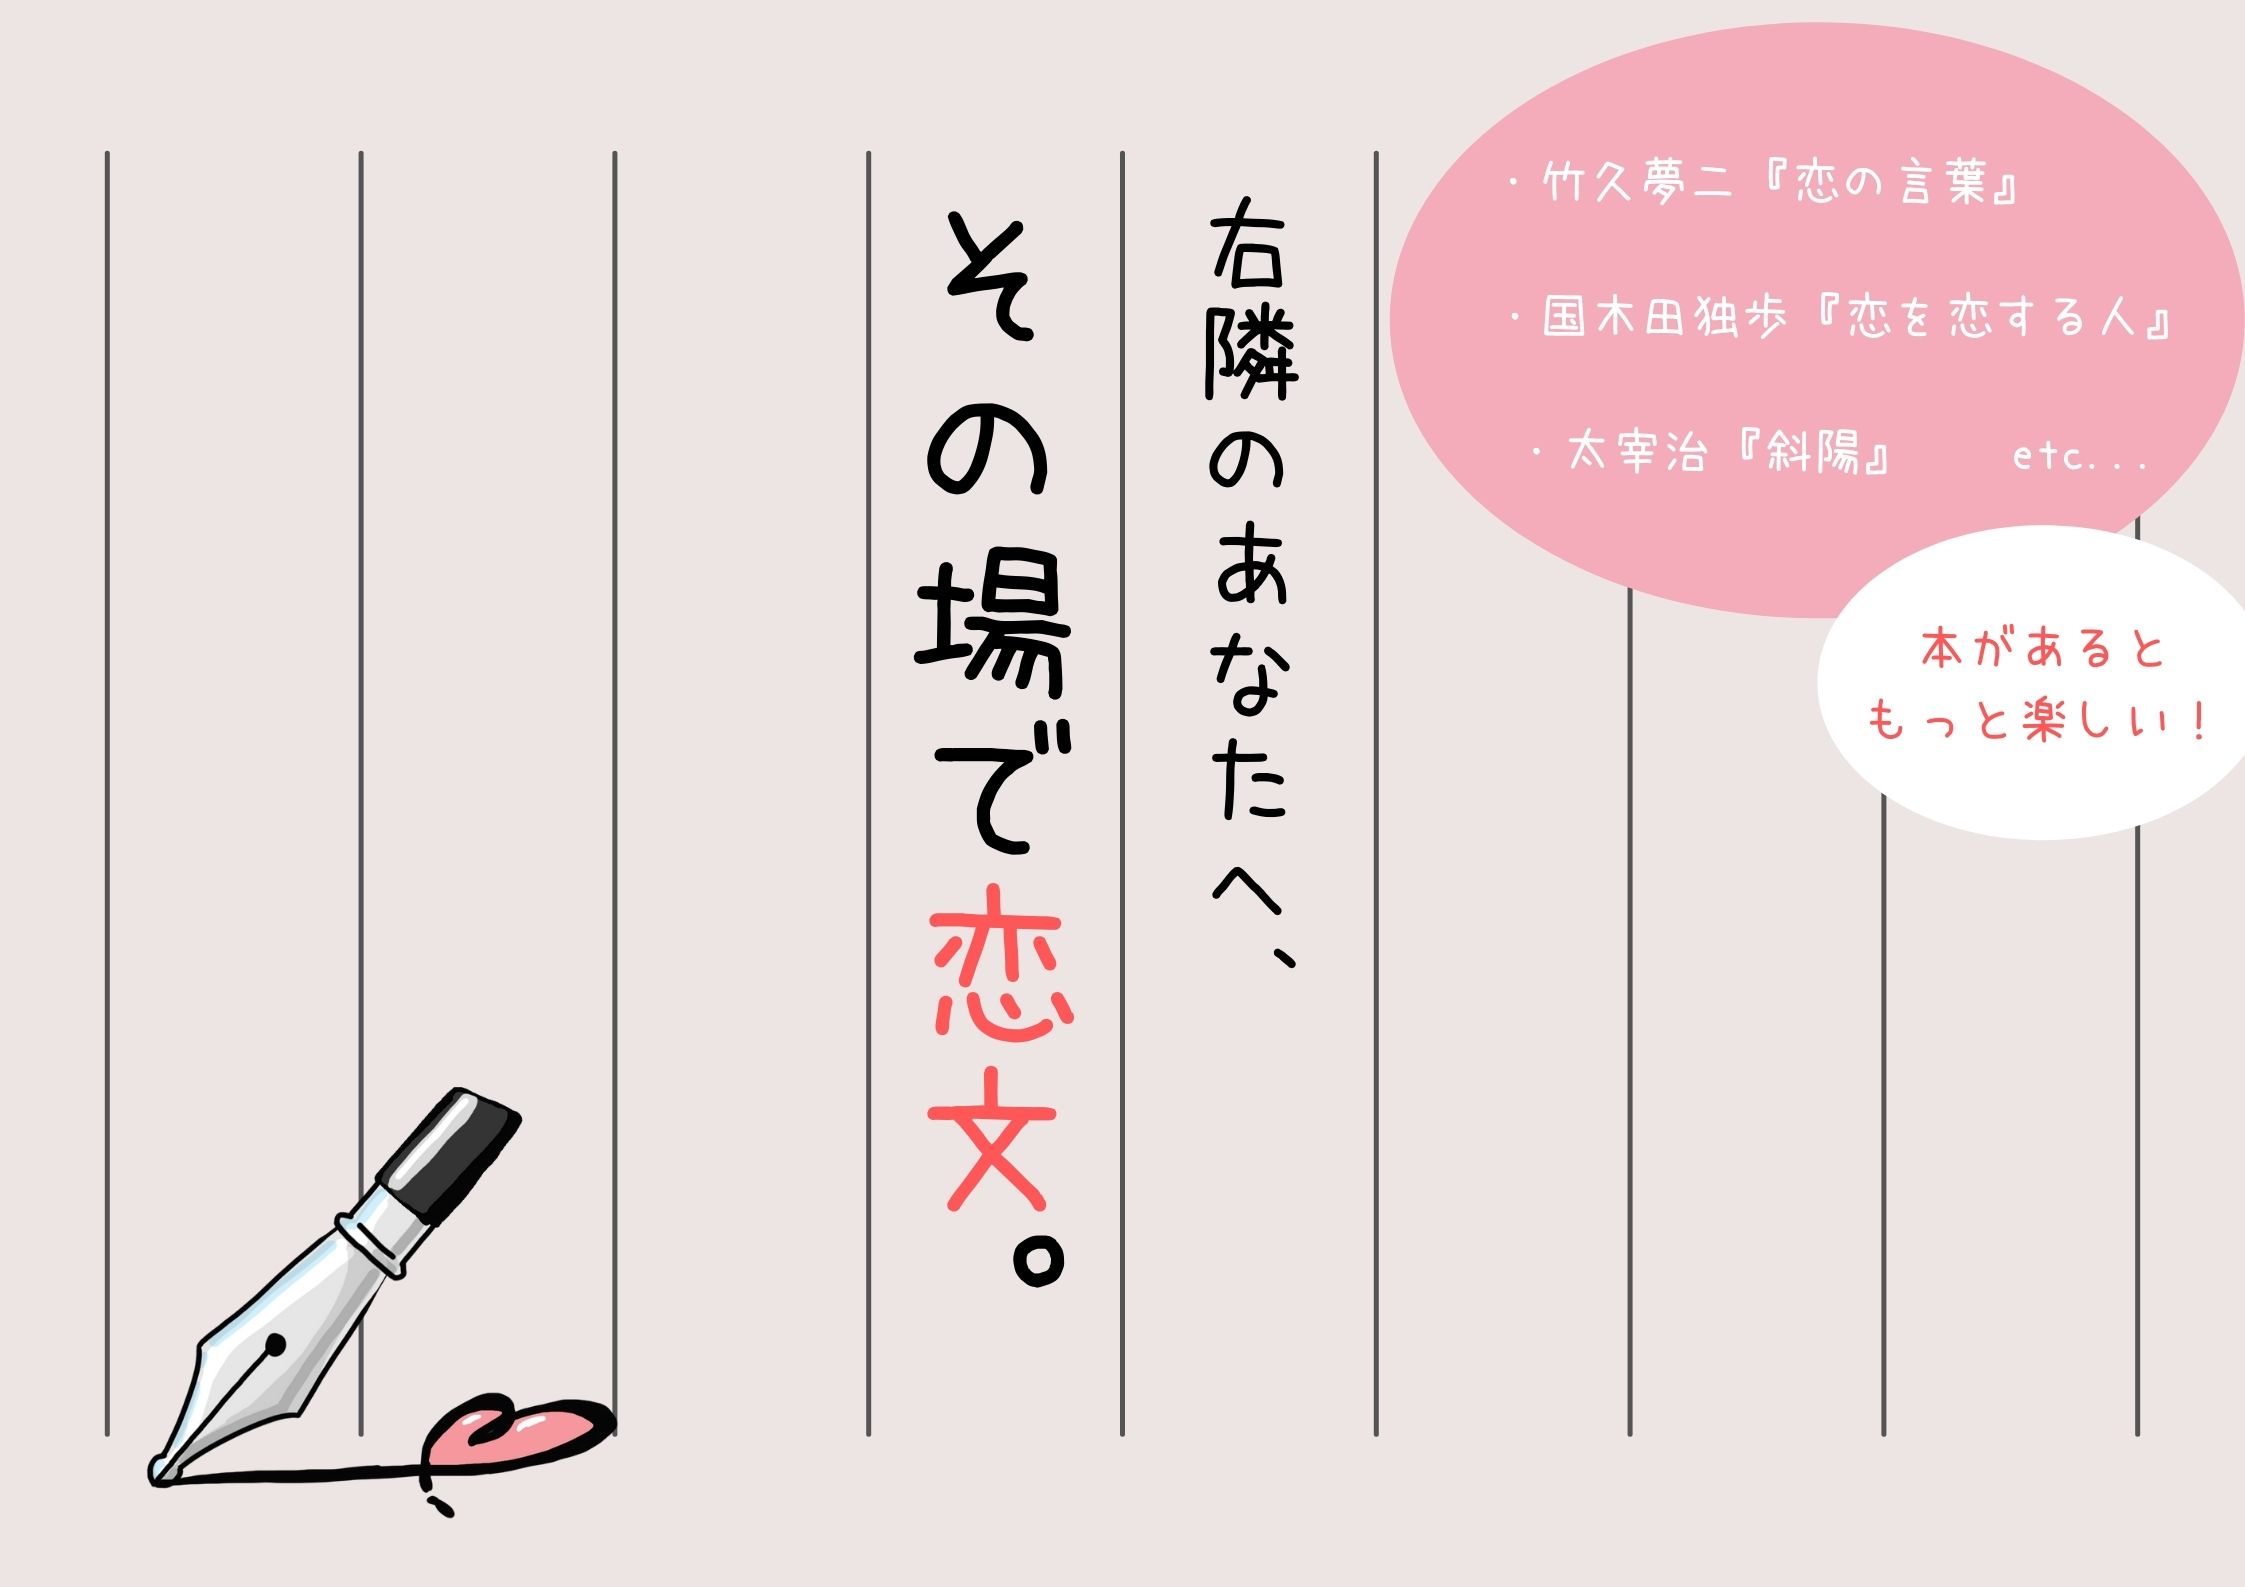 ・竹久夢二『恋の言葉』
・国木田独歩『恋を恋する人』
・太宰治『斜陽』 etc...
本があると
もっと楽しい!
右隣のあなたへ、
その場で恋文。